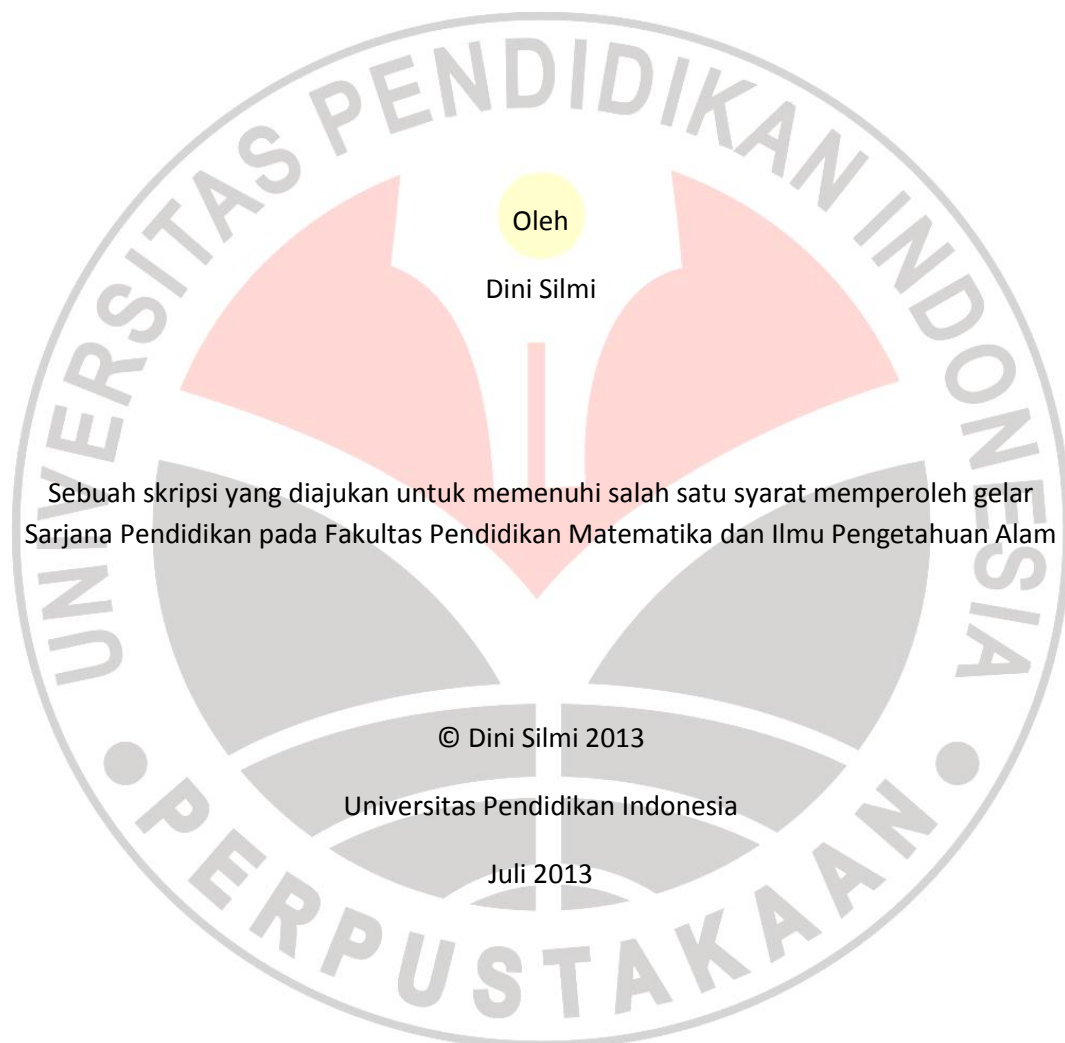 UNIVERSITAS PENDIDIKAN INDONESIA
Oleh
Dini Silmi
Sebuah skripsi yang diajukan untuk memenuhi salah satu syarat memperoleh gelar
Sarjana Pendidikan pada Fakultas Pendidikan Matematika dan Ilmu Pengetahuan Alam
© Dini Silmi 2013
Universitas Pendidikan Indonesia
Juli 2013
PERPUSTAKAAN